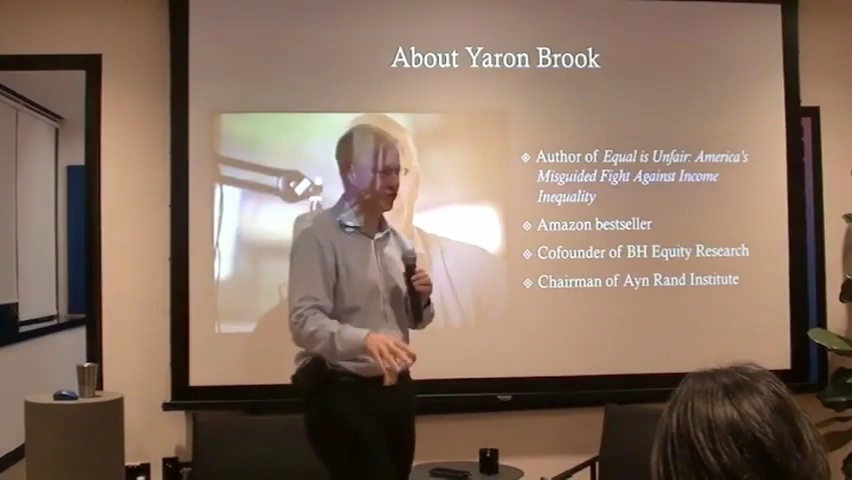 About Yaron Brook
Author of Equal is Unfair: America's
Misguided Fight Against Income
Inequality
Amazon bestseller
Cofounder of BH Equity Research
Chairman of Ayn Rand Institute